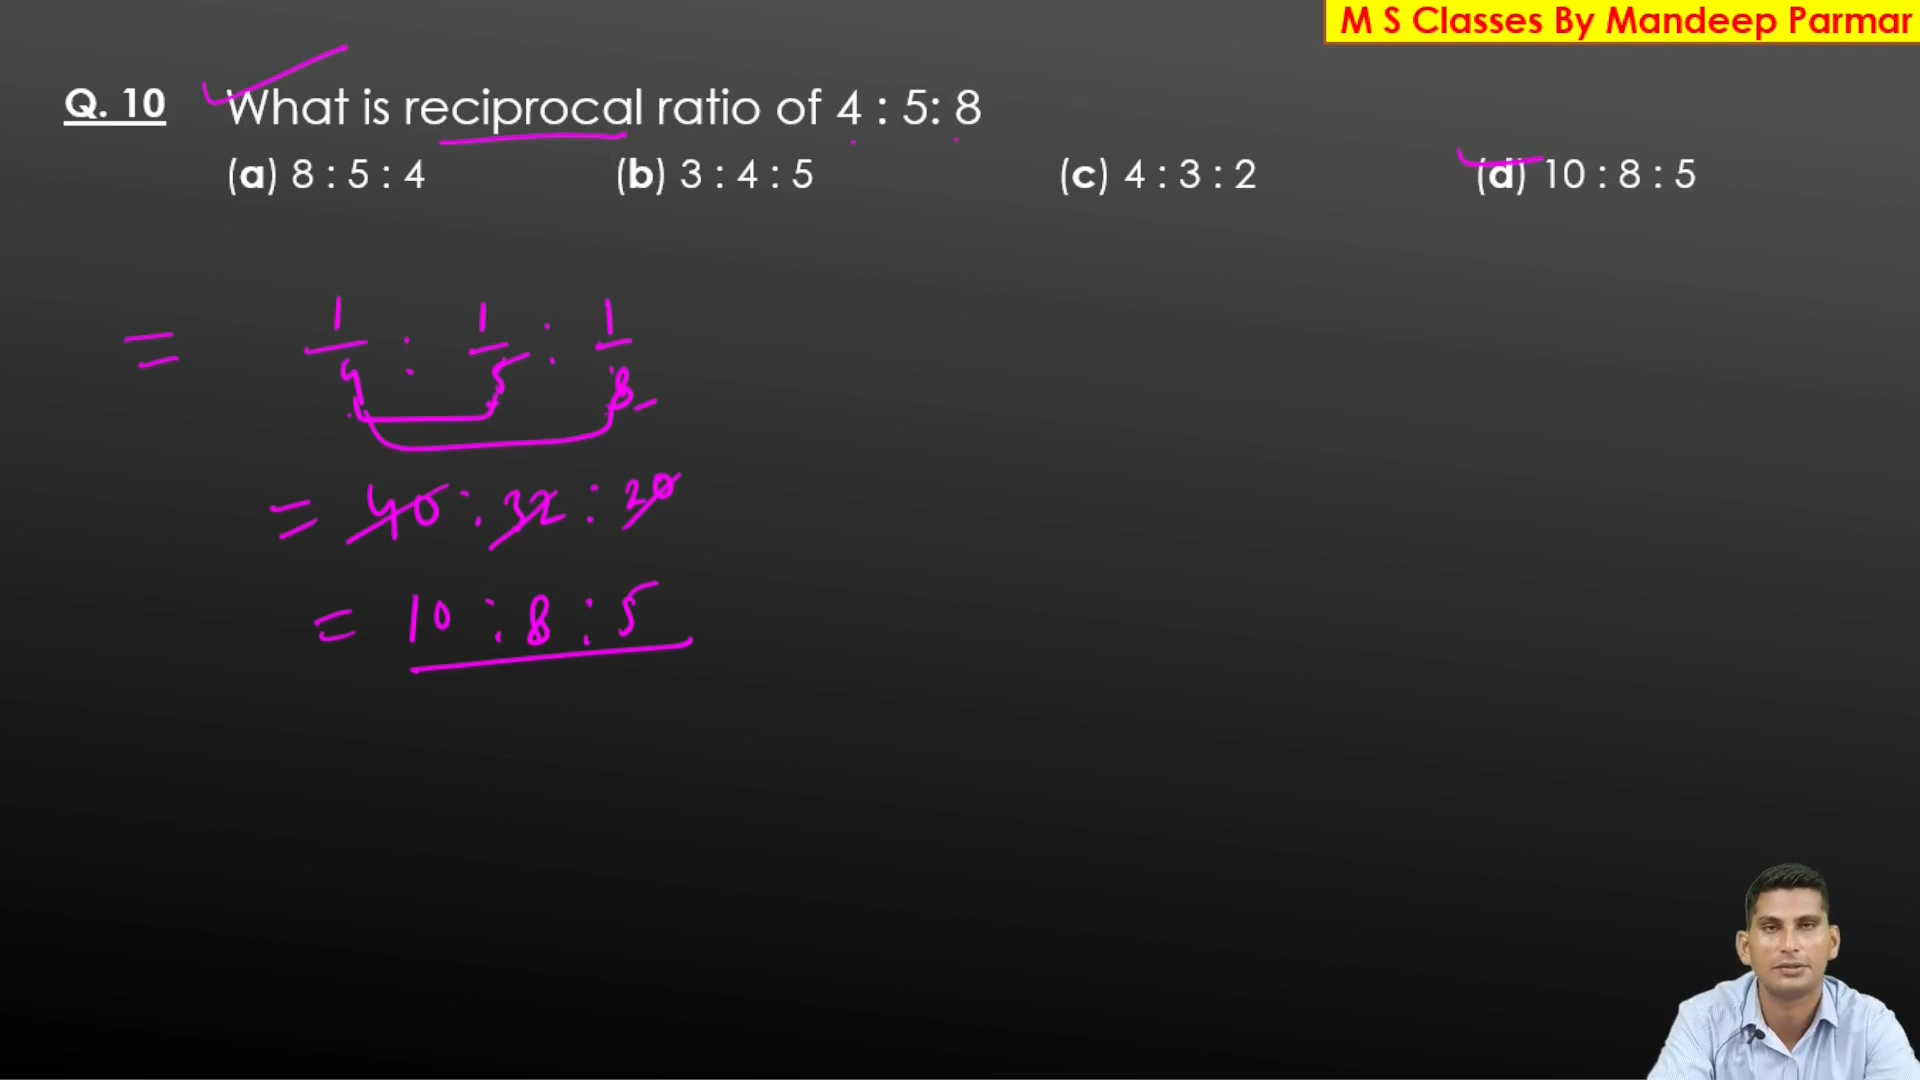 M S Classes By Mandeep Parmar
Q. 10 What is reciprocal ratio of 4 : 5: 8
(a) 8 : 5 : 4 (b) 3 : 4 : 5 (c) 4 : 3 : 2 (d) 10 : 8 : 5
= 1/4 : 1/5 : 1/8
= 40 : 32 : 20
= 10 : 8 : 5